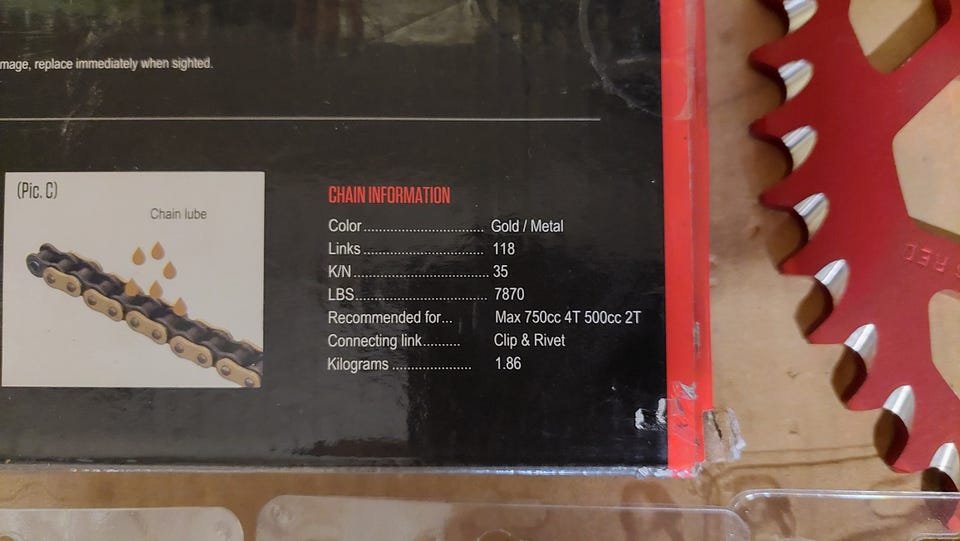 mage, replace immediately when sighted.
(Pic. C)
Chain lube
CHAIN INFORMATION
Color.............................. Gold / Metal
Links.............................. 118
K/N.................................. 35
LBS................................. 7870
Recommended for... Max 750cc 4T 500cc 2T
Connecting link.......... Clip & Rivet
Kilograms .................... 1.86
RED